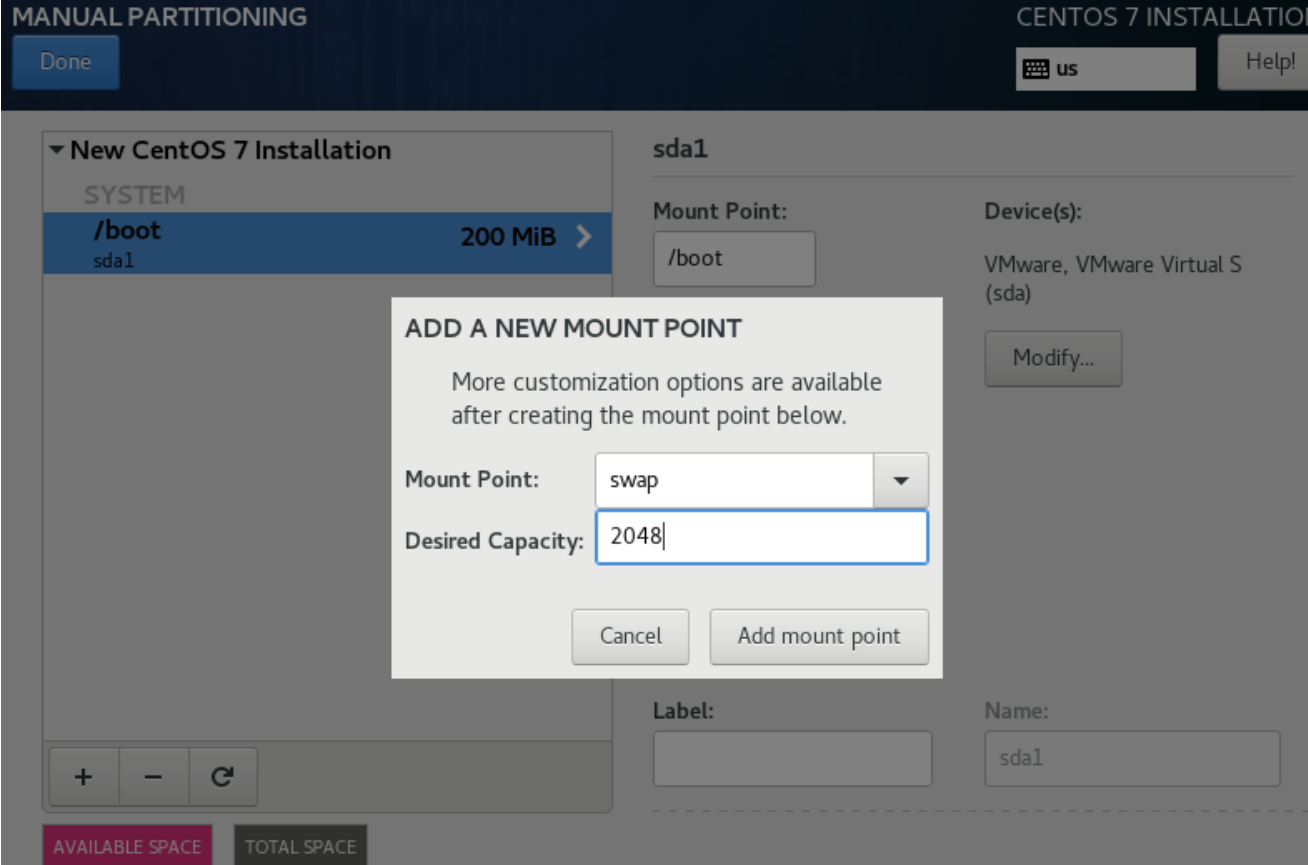 MANUAL PARTITIONING
CENTOS 7 INSTALLATIO
Done
us
Help!
New CentOS 7 Installation
SYSTEM
/boot
200 MiB
sda1
sda1
Mount Point:
Device(s):
/boot
VMware, VMware Virtual S
(sda)
Modify...
ADD A NEW MOUNT POINT
More customization options are available
after creating the mount point below.
Mount Point:
swap
Desired Capacity:
2048
Cancel
Add mount point
Label:
Name:
sda1
+ −
AVAILABLE SPACE
TOTAL SPACE